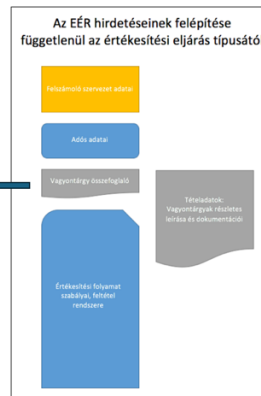 Az EÉR hirdetéseinek felépítése
függetlenül az értékesítési eljárás típusátó
Felszámoló szervezet adatai
Adós adatai
Vagyontárgy összefoglaló
Tételadatok:
Vagyontárgyak részletes
leírása és dokumentációi
Értékesítési folyamat
szabályai, feltétel
rendszere